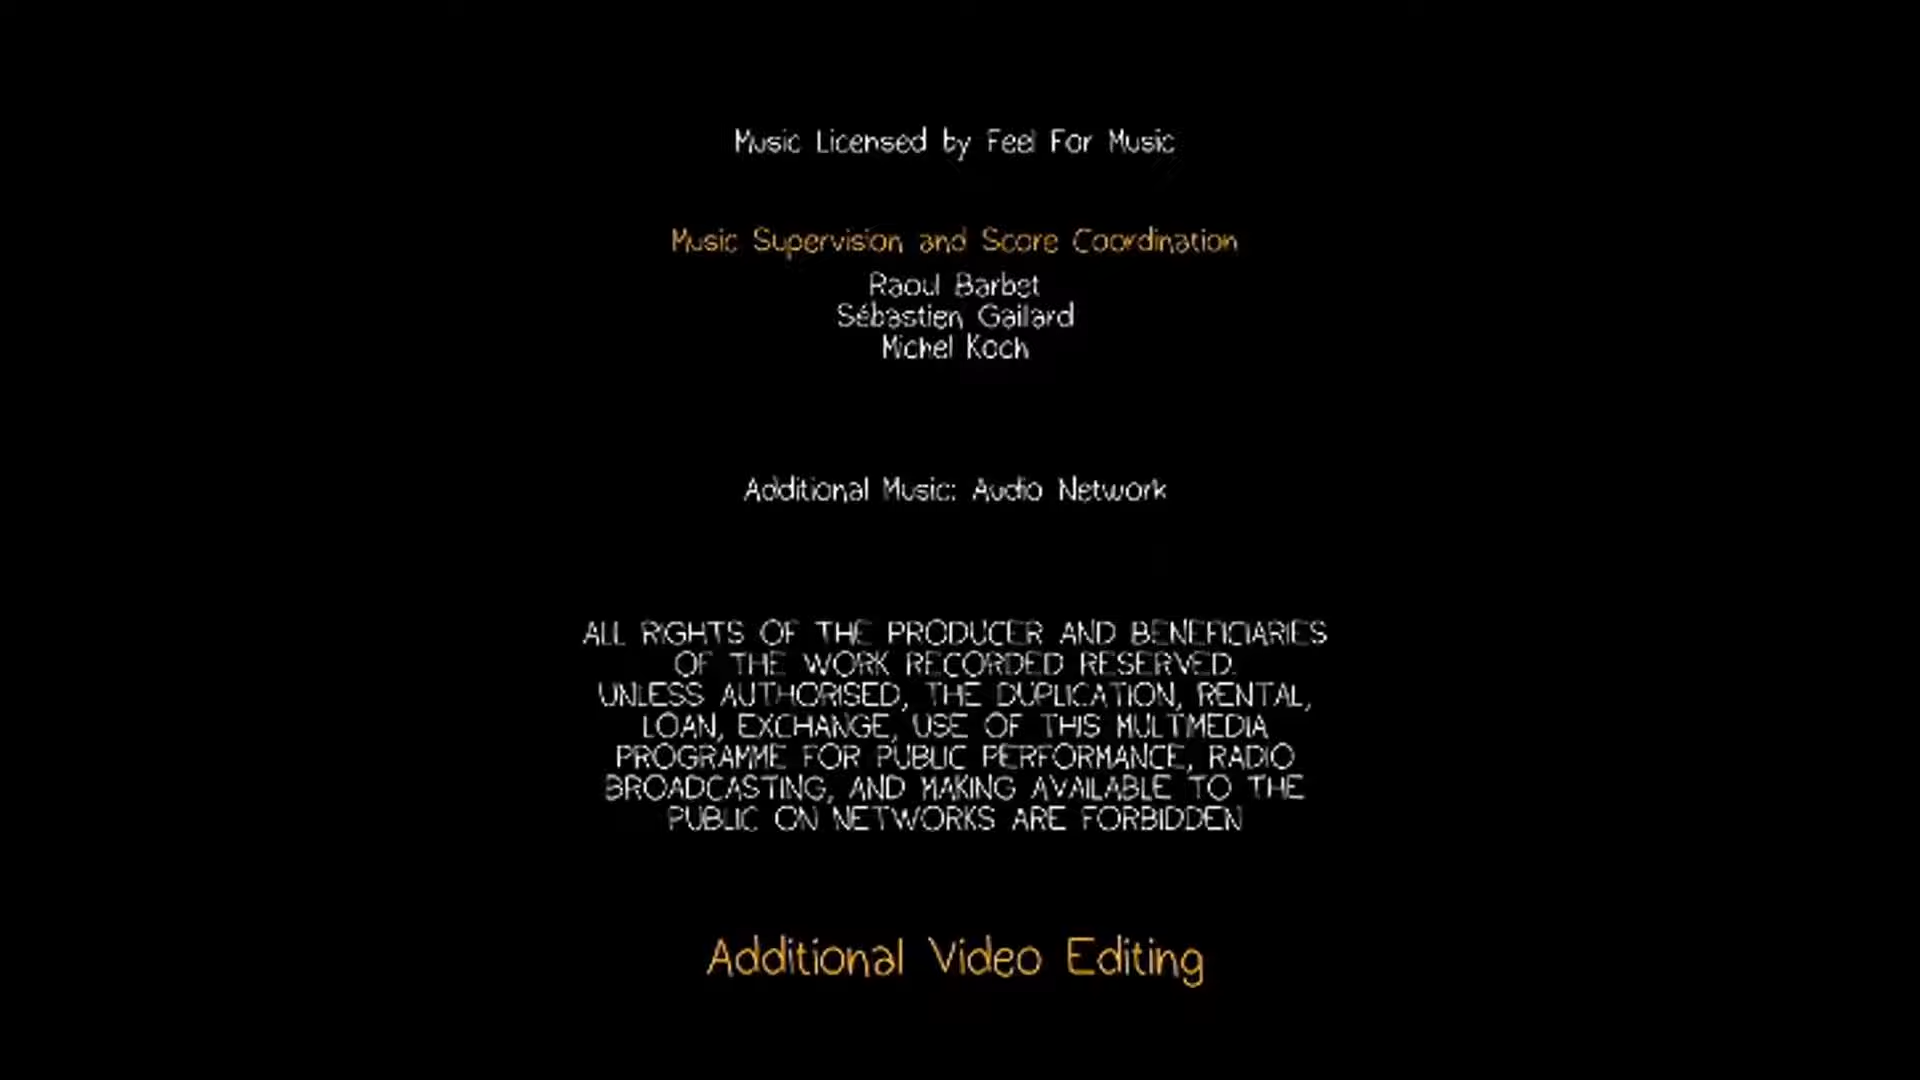 Music Licensed by Feel For Music
Music Supervision and Score Coordination
Raoul Barbet
Sébastien Gaillard
Michel Koch
Additional Music: Audio Network
ALL RIGHTS OF THE PRODUCER AND BENEFICIARIES
OF THE WORK RECORDED RESERVED.
UNLESS AUTHORISED, THE DUPLICATION, RENTAL,
LOAN, EXCHANGE, USE OF THIS MULTIMEDIA
PROGRAMME FOR PUBLIC PERFORMANCE, RADIO
BROADCASTING, AND MAKING AVAILABLE TO THE
PUBLIC ON NETWORKS ARE FORBIDDEN
Additional Video Editing